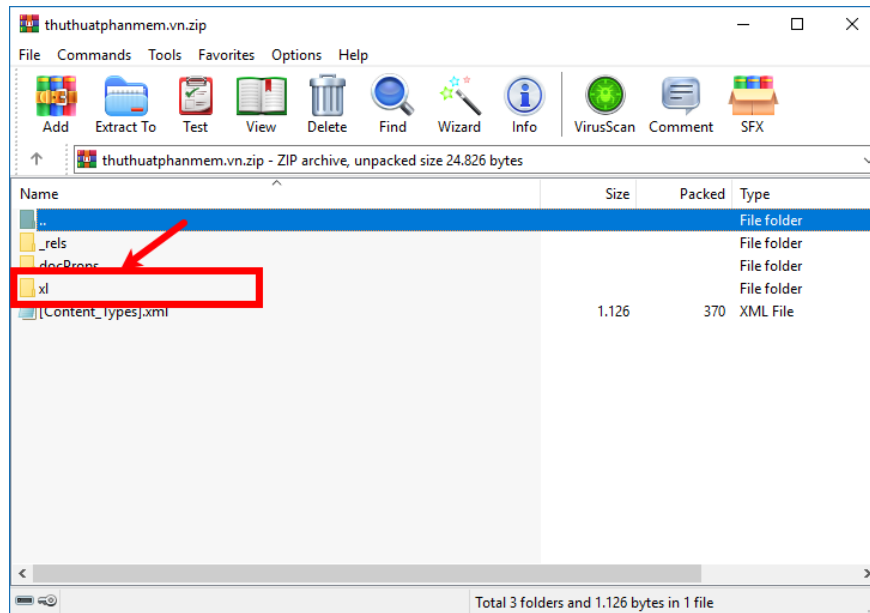 thuthuatphanmem.vn.zip
File Commands Tools Favorites Options Help
Add Extract To Test View Delete Find Wizard Info VirusScan Comment SFX
thuthuatphanmem.vn.zip - ZIP archive, unpacked size 24.826 bytes
Name Size Packed Type
.. File folder
_rels File folder
docProps File folder
xl File folder
[Content_Types].xml 1.126 370 XML File
Total 3 folders and 1.126 bytes in 1 file